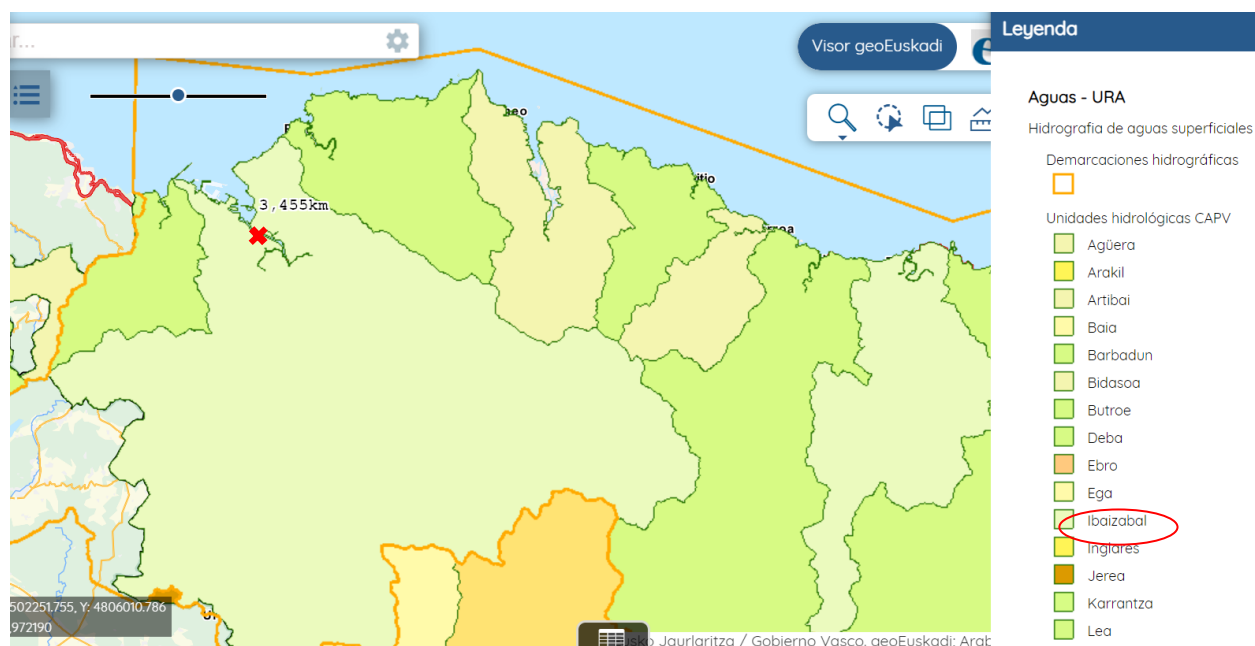 Visor geoEuskadi
Leyenda
Aguas - URA
Hidrografia de aguas superficiales
Demarcaciones hidrográficas
Unidades hidrológicas CAPV
Agüera
Arakil
Artibai
Baia
Barbadun
Bidasoa
Butroe
Deba
Ebro
Ega
Ibaizabal
Inglares
Jerea
Karrantza
Lea
3,455km
502251.755, Y: 4806010.786
972190
Jaurlaritza / Gobierno Vasco. geoEuskadi; Arab